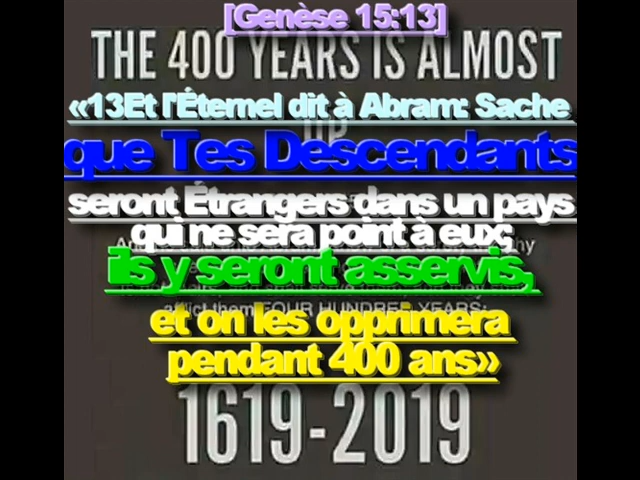 [Genèse 15:13]
THE 400 YEARS IS ALMOST
UP
«13Et l'Éternel dit à Abram: Sache
que Tes Descendants
seront Étrangers dans un pays
qui ne sera point à eux;
ils y seront asservis,
afflict them FOUR HUNDRED YEARS;
et on les opprimera
pendant 400 ans»
1619-2019